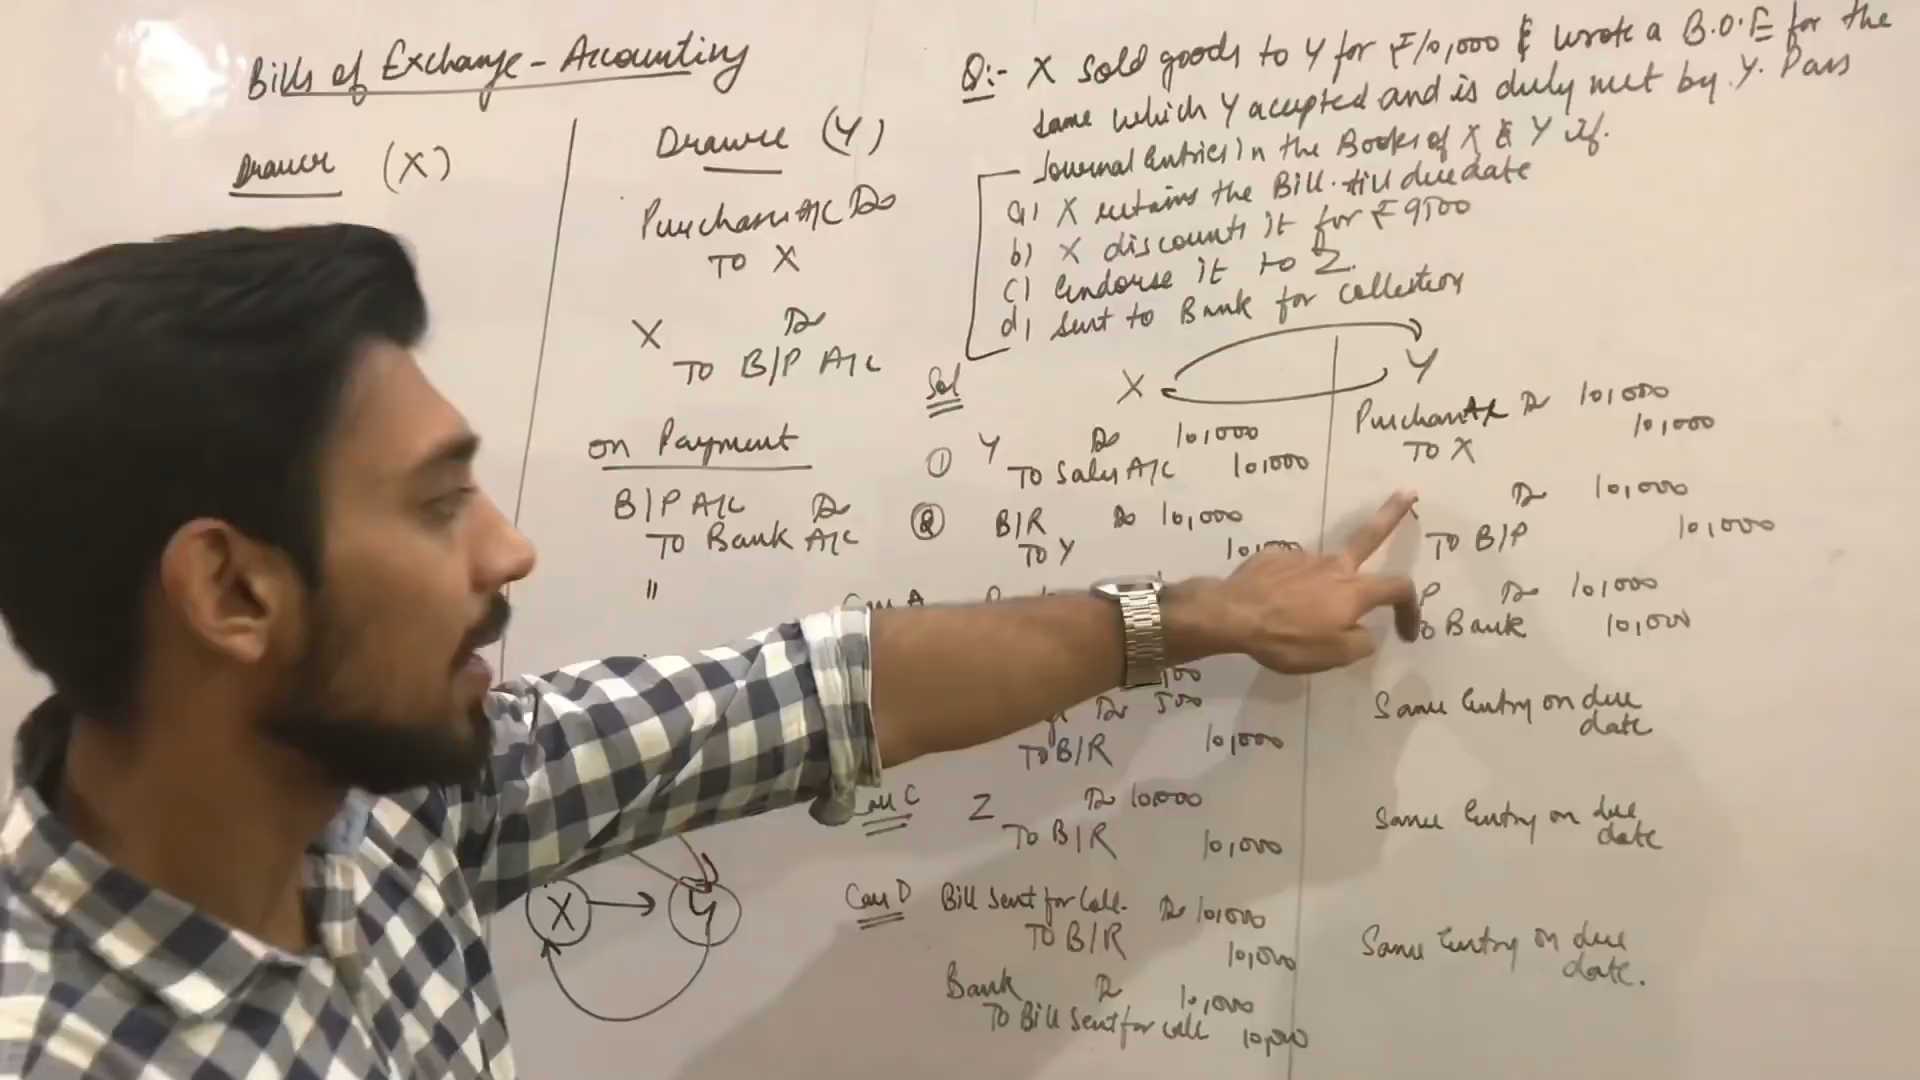 Bills of Exchange - Accounting
Drawer (X)
Drawee (Y)
Purchases A/C Dr
TO X
X Dr
TO B/P A/C
on Payment
B/P A/C Dr
TO Bank A/C
"
X
Y
Q:- X sold goods to Y for ₹10,000 & wrote a B.O.E for the
same which Y accepted and is duly met by Y. Pass
Journal Entries in the Books of X & Y if.
a) X retains the Bill till due date
b) X discounts it for ₹9500
c) Endorse it to Z.
d) Sent to Bank for collection
Sol
X
① Y Dr 10,000
TO Sales A/C 10,000
② B/R Dr 10,000
TO Y
Case A
500
TO B/R 10,000
Case C Z Dr 10,000
TO B/R 10,000
Case D Bill Sent for Coll. Dr 10,000
TO B/R 10,000
Bank Dr 10,000
To Bill Sent for Coll 10,000
Y
Purchases A/c Dr 10,000
TO X 10,000
Dr 10,000
TO B/P 10,000
P Dr 10,000
Bank 10,000
Same Entry on due
date
Same Entry on due
date
Same Entry on due
date.